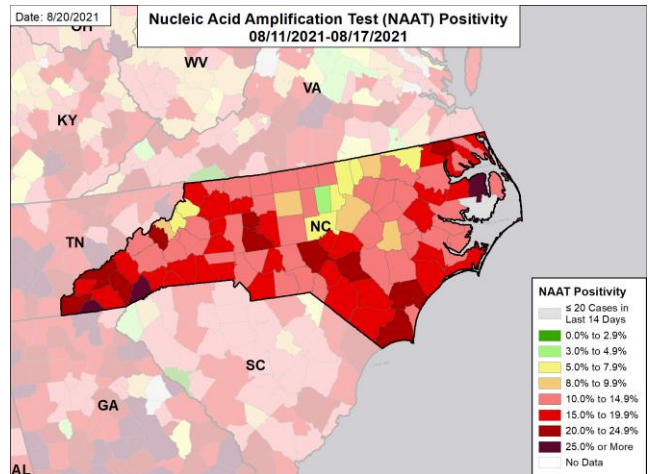 Date: 8/20/2021
Nucleic Acid Amplification Test (NAAT) Positivity
08/11/2021-08/17/2021
OH
WV
VA
KY
TN
NC
SC
GA
AL
NAAT Positivity
≤ 20 Cases in
Last 14 Days
0.0% to 2.9%
3.0% to 4.9%
5.0% to 7.9%
8.0% to 9.9%
10.0% to 14.9%
15.0% to 19.9%
20.0% to 24.9%
25.0% or More
No Data